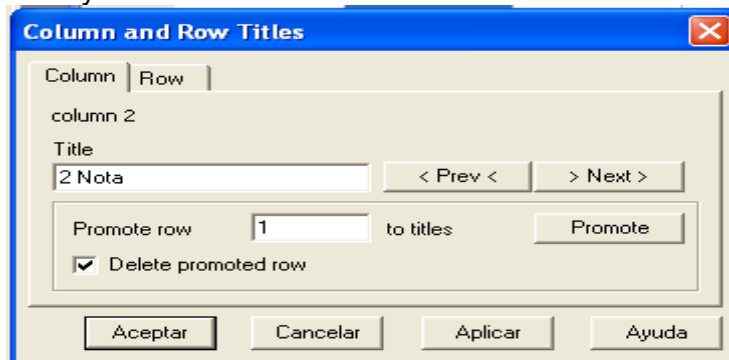 Column and Row Titles
Column Row
column 2
Title
2 Nota < Prev < > Next >
Promote row 1 to titles Promote
Delete promoted row
Aceptar Cancelar Aplicar Ayuda